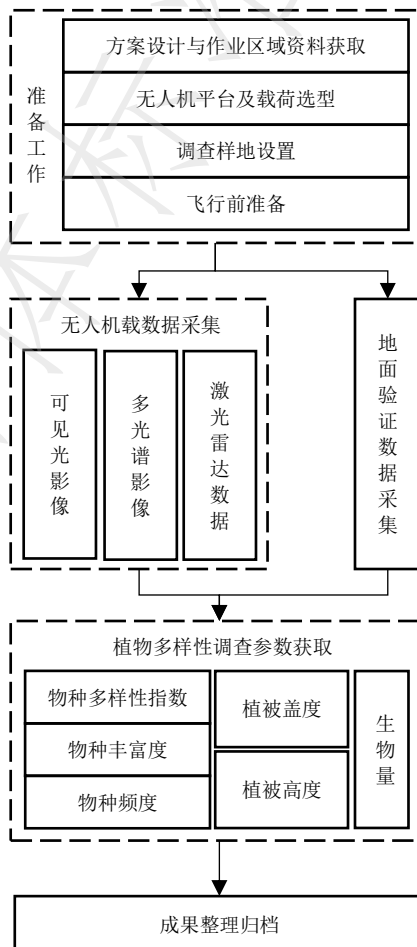 准备工作
方案设计与作业区域资料获取
无人机平台及载荷选型
调查样地设置
飞行前准备
无人机载数据采集
可见光影像
多光谱影像
激光雷达数据
地面验证数据采集
植物多样性调查参数获取
物种多样性指数
物种丰富度
物种频度
植被盖度
植被高度
生物量
成果整理归档